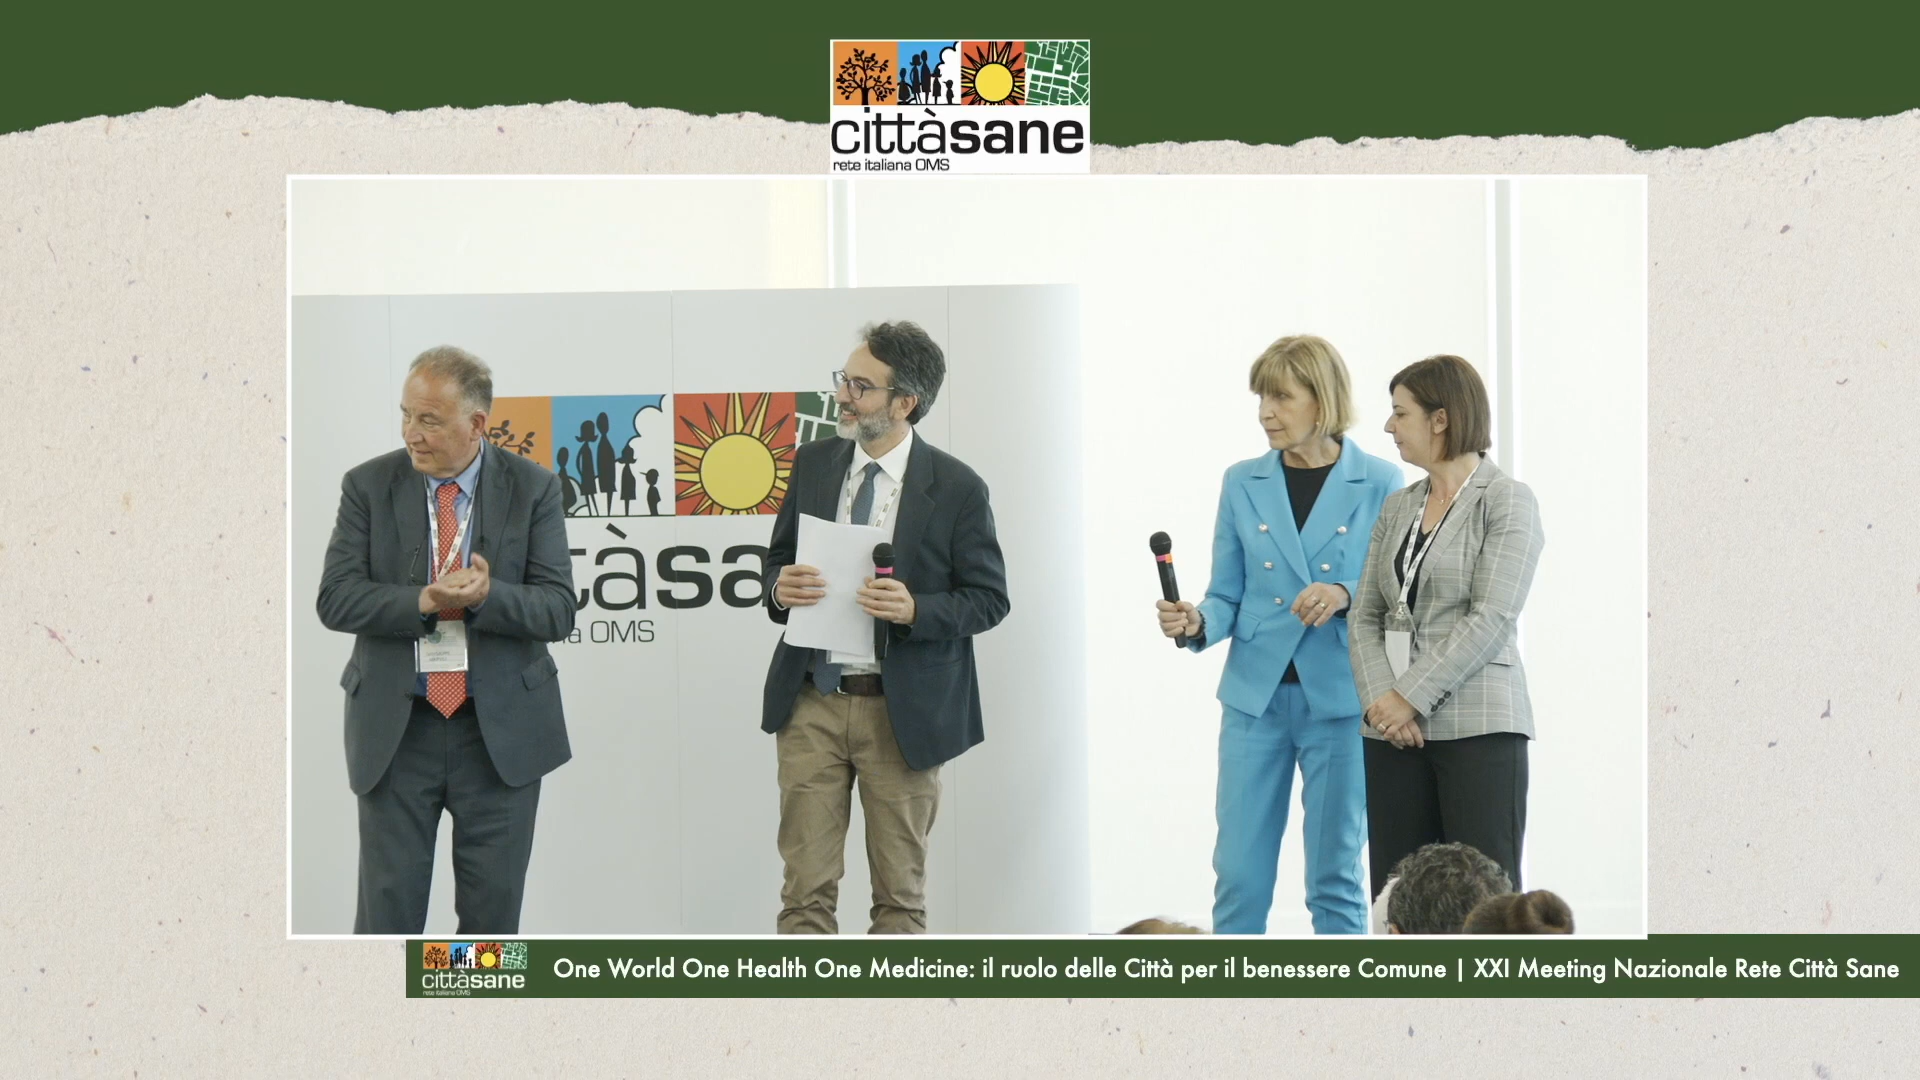 cittàsane
rete italiana OMS
tàsa
na OMS
cittàsane
rete italiana OMS
One World One Health One Medicine: il ruolo delle Città per il benessere Comune | XXI Meeting Nazionale Rete Città Sane